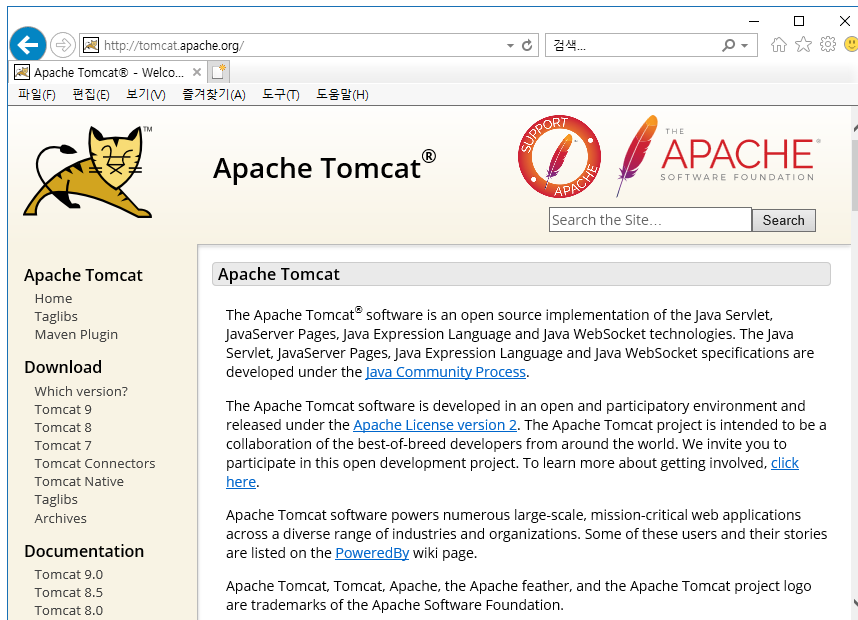 http://tomcat.apache.org/
검색...
Apache Tomcat® - Welco...
파일(F) 편집(E) 보기(V) 즐겨찾기(A) 도구(T) 도움말(H)
TM
Apache Tomcat®
SUPPORT APACHE
THE
APACHE®
SOFTWARE FOUNDATION
Search the Site...
Search
Apache Tomcat
Home
Taglibs
Maven Plugin
Download
Which version?
Tomcat 9
Tomcat 8
Tomcat 7
Tomcat Connectors
Tomcat Native
Taglibs
Archives
Documentation
Tomcat 9.0
Tomcat 8.5
Tomcat 8.0
Apache Tomcat
The Apache Tomcat® software is an open source implementation of the Java Servlet,
JavaServer Pages, Java Expression Language and Java WebSocket technologies. The Java
Servlet, JavaServer Pages, Java Expression Language and Java WebSocket specifications are
developed under the Java Community Process.
The Apache Tomcat software is developed in an open and participatory environment and
released under the Apache License version 2. The Apache Tomcat project is intended to be a
collaboration of the best-of-breed developers from around the world. We invite you to
participate in this open development project. To learn more about getting involved, click
here.
Apache Tomcat software powers numerous large-scale, mission-critical web applications
across a diverse range of industries and organizations. Some of these users and their stories
are listed on the PoweredBy wiki page.
Apache Tomcat, Tomcat, Apache, the Apache feather, and the Apache Tomcat project logo
are trademarks of the Apache Software Foundation.